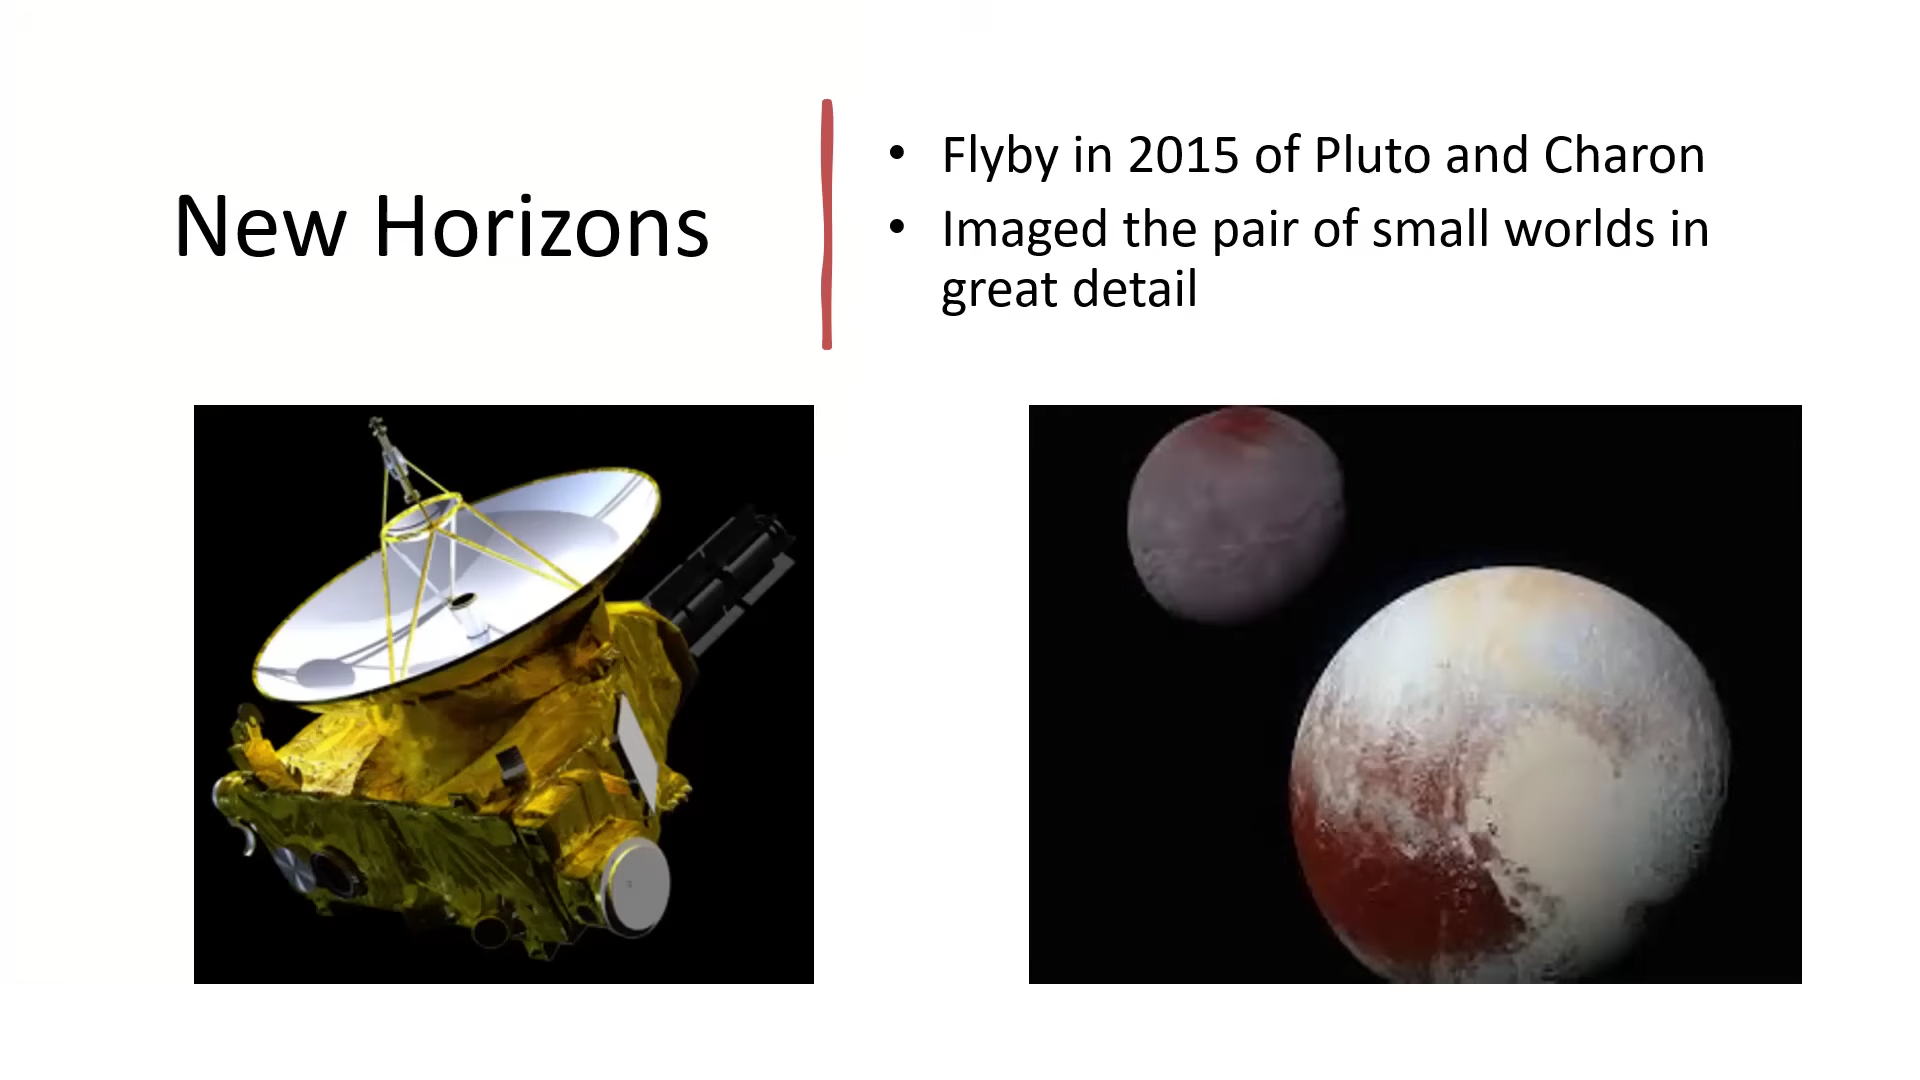 New Horizons
• Flyby in 2015 of Pluto and Charon
• Imaged the pair of small worlds in
great detail